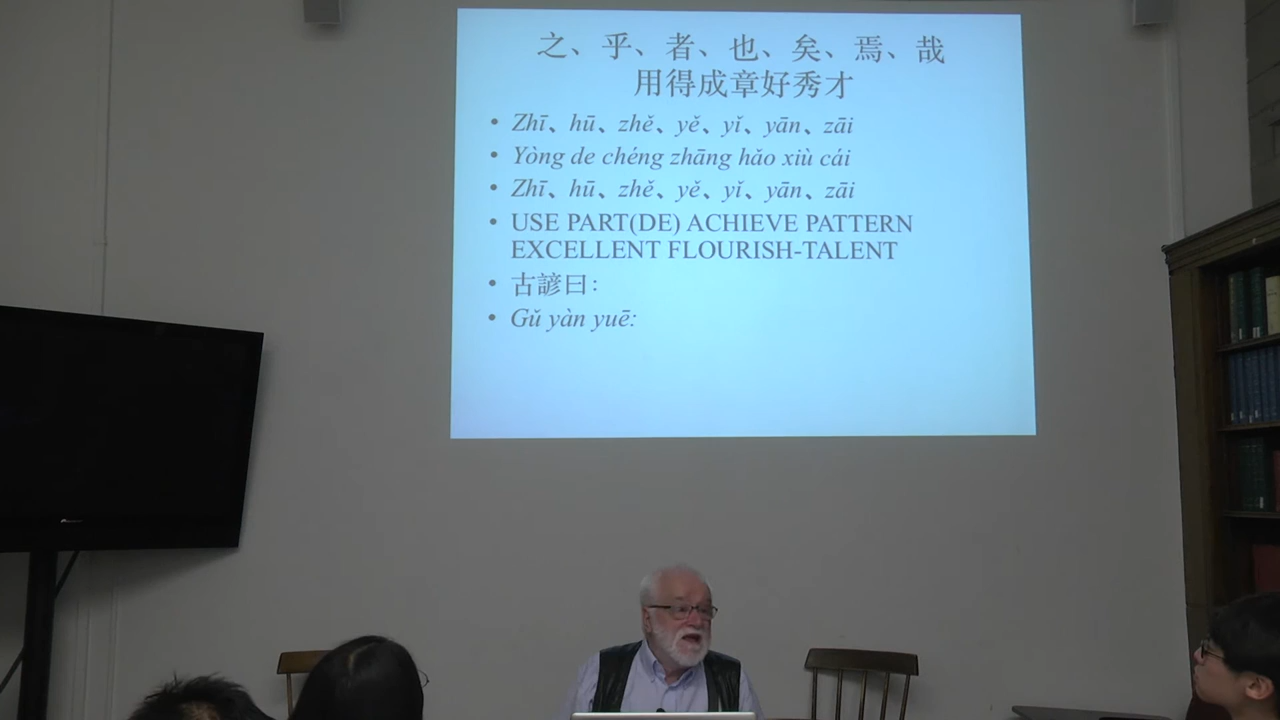 之、乎、者、也、矣、焉、哉
用得成章好秀才
• Zhī、hū、zhě、yě、yǐ、yān、zāi
• Yòng de chéng zhāng hǎo xiù cái
• Zhī、hū、zhě、yě、yǐ、yān、zāi
• USE PART(DE) ACHIEVE PATTERN
EXCELLENT FLOURISH-TALENT
• 古諺曰：
• Gǔ yàn yuē: